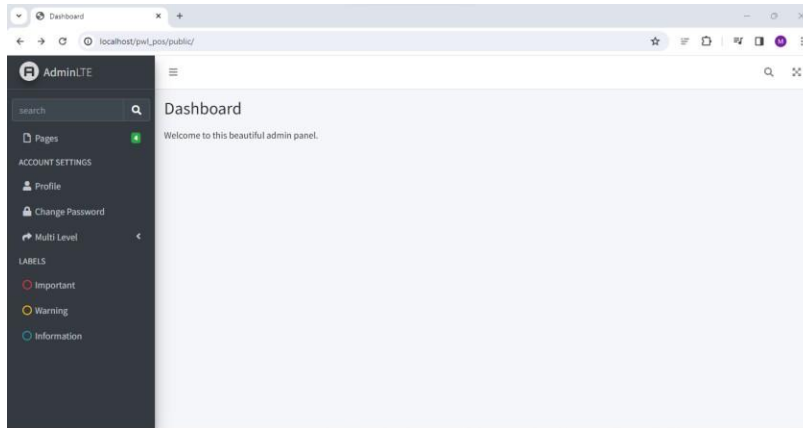 Dashboard
localhost/pwl_pos/public/
M
AdminLTE
search
Dashboard
Pages
4
Welcome to this beautiful admin panel.
ACCOUNT SETTINGS
Profile
Change Password
Multi Level
LABELS
Important
Warning
Information